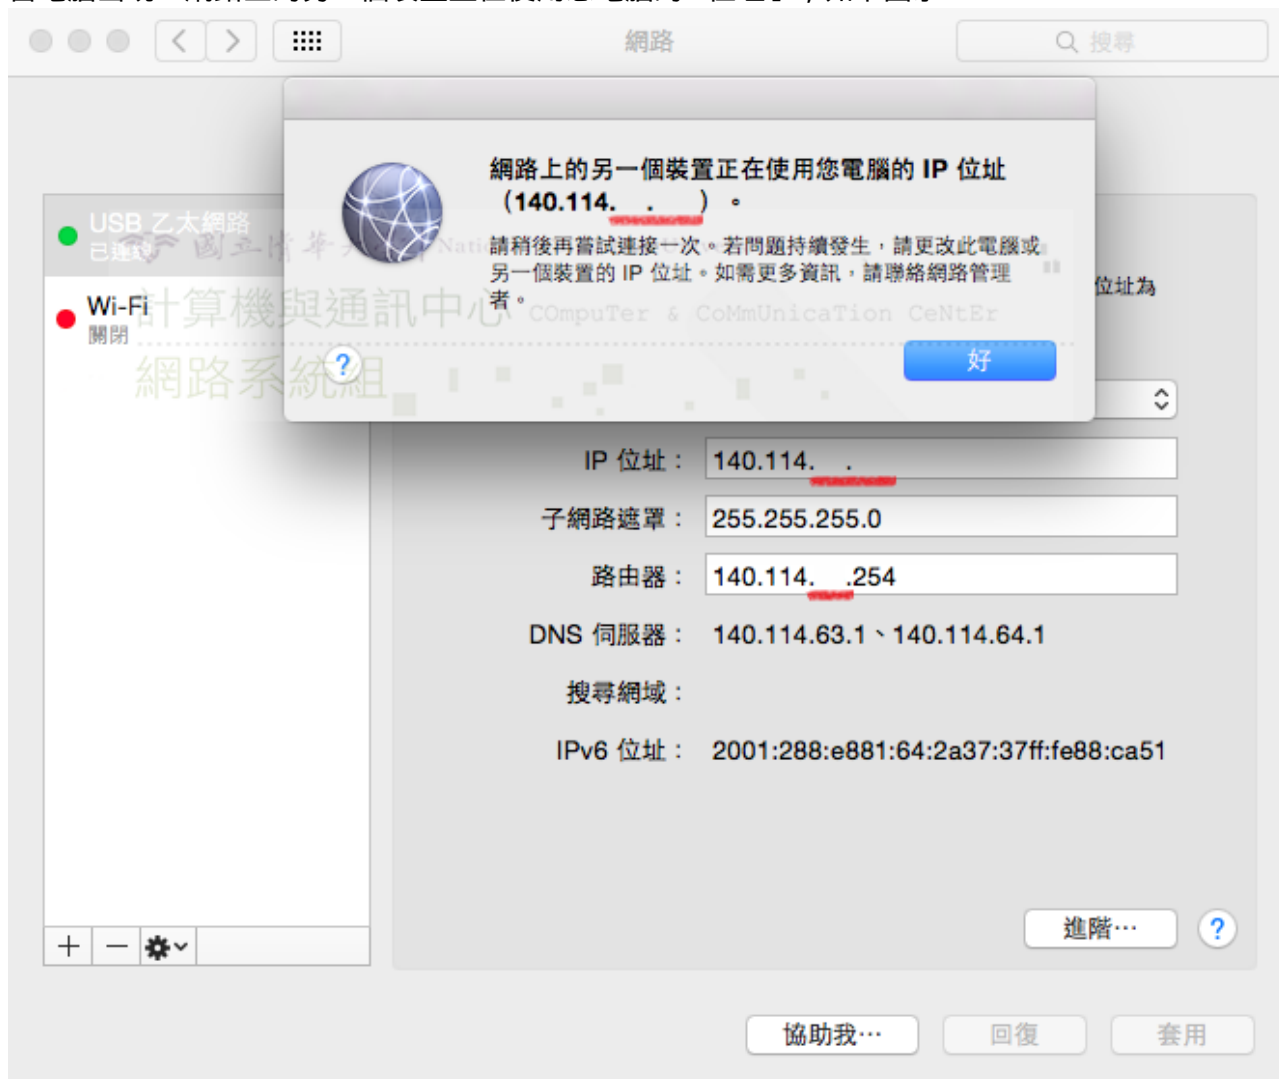 網路
搜尋
網路上的另一個裝置正在使用您電腦的 IP 位址
（140.114. . ）。
請稍後再嘗試連接一次。若問題持續發生，請更改此電腦或
另一個裝置的 IP 位址。如需更多資訊，請聯絡網路管理
者。
好
USB 乙太網路
已連線
Wi-Fi
關閉
國立清華大
計算機與通訊中心 COmpuTer & CoMmUnicaTion CeNtEr
網路系統組
位址為
IP 位址： 140.114. .
子網路遮罩： 255.255.255.0
路由器： 140.114. .254
DNS 伺服器： 140.114.63.1、140.114.64.1
搜尋網域：
IPv6 位址： 2001:288:e881:64:2a37:37ff:fe88:ca51
進階⋯
?
協助我⋯
回復
套用